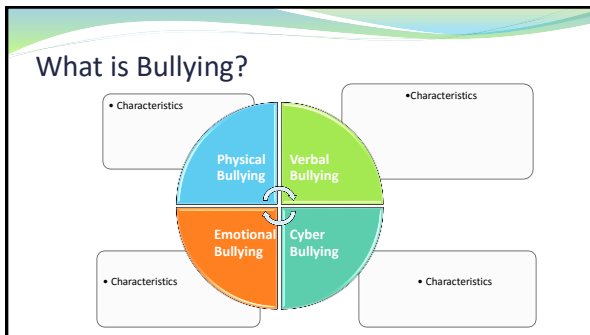 What is Bullying?
• Characteristics
•Characteristics
Physical
Bullying
Verbal
Bullying
Emotional
Bullying
Cyber
Bullying
• Characteristics
• Characteristics